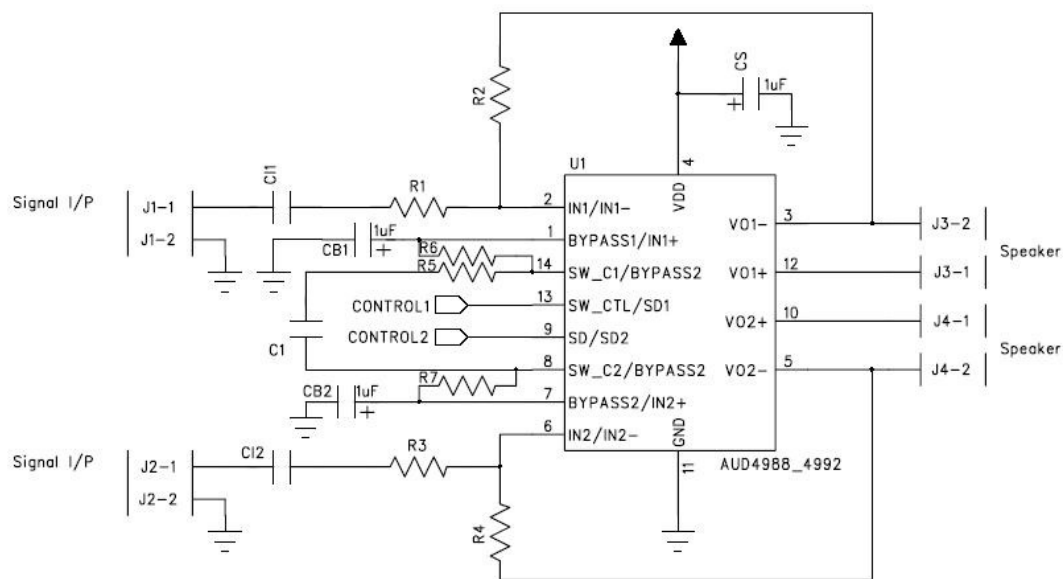 CS
1uF
R2
U1
4
VDD
Signal I/P
J1-1
J1-2
CI1
R1
2
IN1/IN1-
VO1-
3
J3-2
CB1
1uF
1
BYPASS1/IN1+
R6
R5
14
SW_C1/BYPASS2
VO1+
12
J3-1
Speaker
CONTROL1
13
SW_CTL/SD1
VO2+
10
J4-1
C1
CONTROL2
9
SD/SD2
Speaker
8
SW_C2/BYPASS2
VO2-
5
J4-2
R7
CB2
1uF
7
BYPASS2/IN2+
6
IN2/IN2-
GND
11
AUD4988_4992
Signal I/P
J2-1
J2-2
CI2
R3
R4